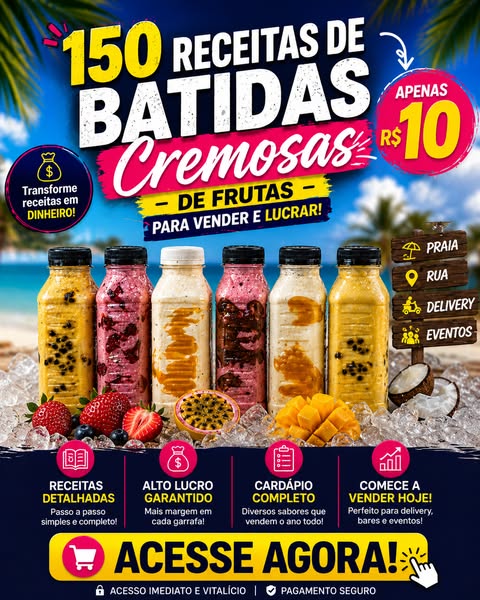 150 RECEITAS DE
BATIDAS
Cremosas
- DE FRUTAS -
PARA VENDER E LUCRAR!
APENAS
R$10
Transforme
receitas em
DINHEIRO!
PRAIA
RUA
DELIVERY
EVENTOS
RECEITAS
DETALHADAS
Passo a passo
simples e completo!
ALTO LUCRO
GARANTIDO
Mais margem em
cada garrafa!
CARDÁPIO
COMPLETO
Diversos sabores que
vendem o ano todo!
COMECE A
VENDER HOJE!
Perfeito para delivery,
bares e eventos!
ACESSE AGORA!
ACESSO IMEDIATO E VITALÍCIO | PAGAMENTO SEGURO